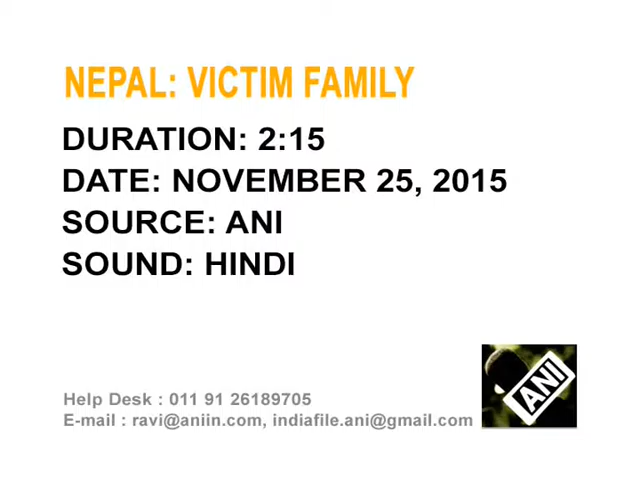 NEPAL: VICTIM FAMILY
DURATION: 2:15
DATE: NOVEMBER 25, 2015
SOURCE: ANI
SOUND: HINDI
ANI
Help Desk : 011 91 26189705
E-mail : ravi@aniin.com, indiafile.ani@gmail.com